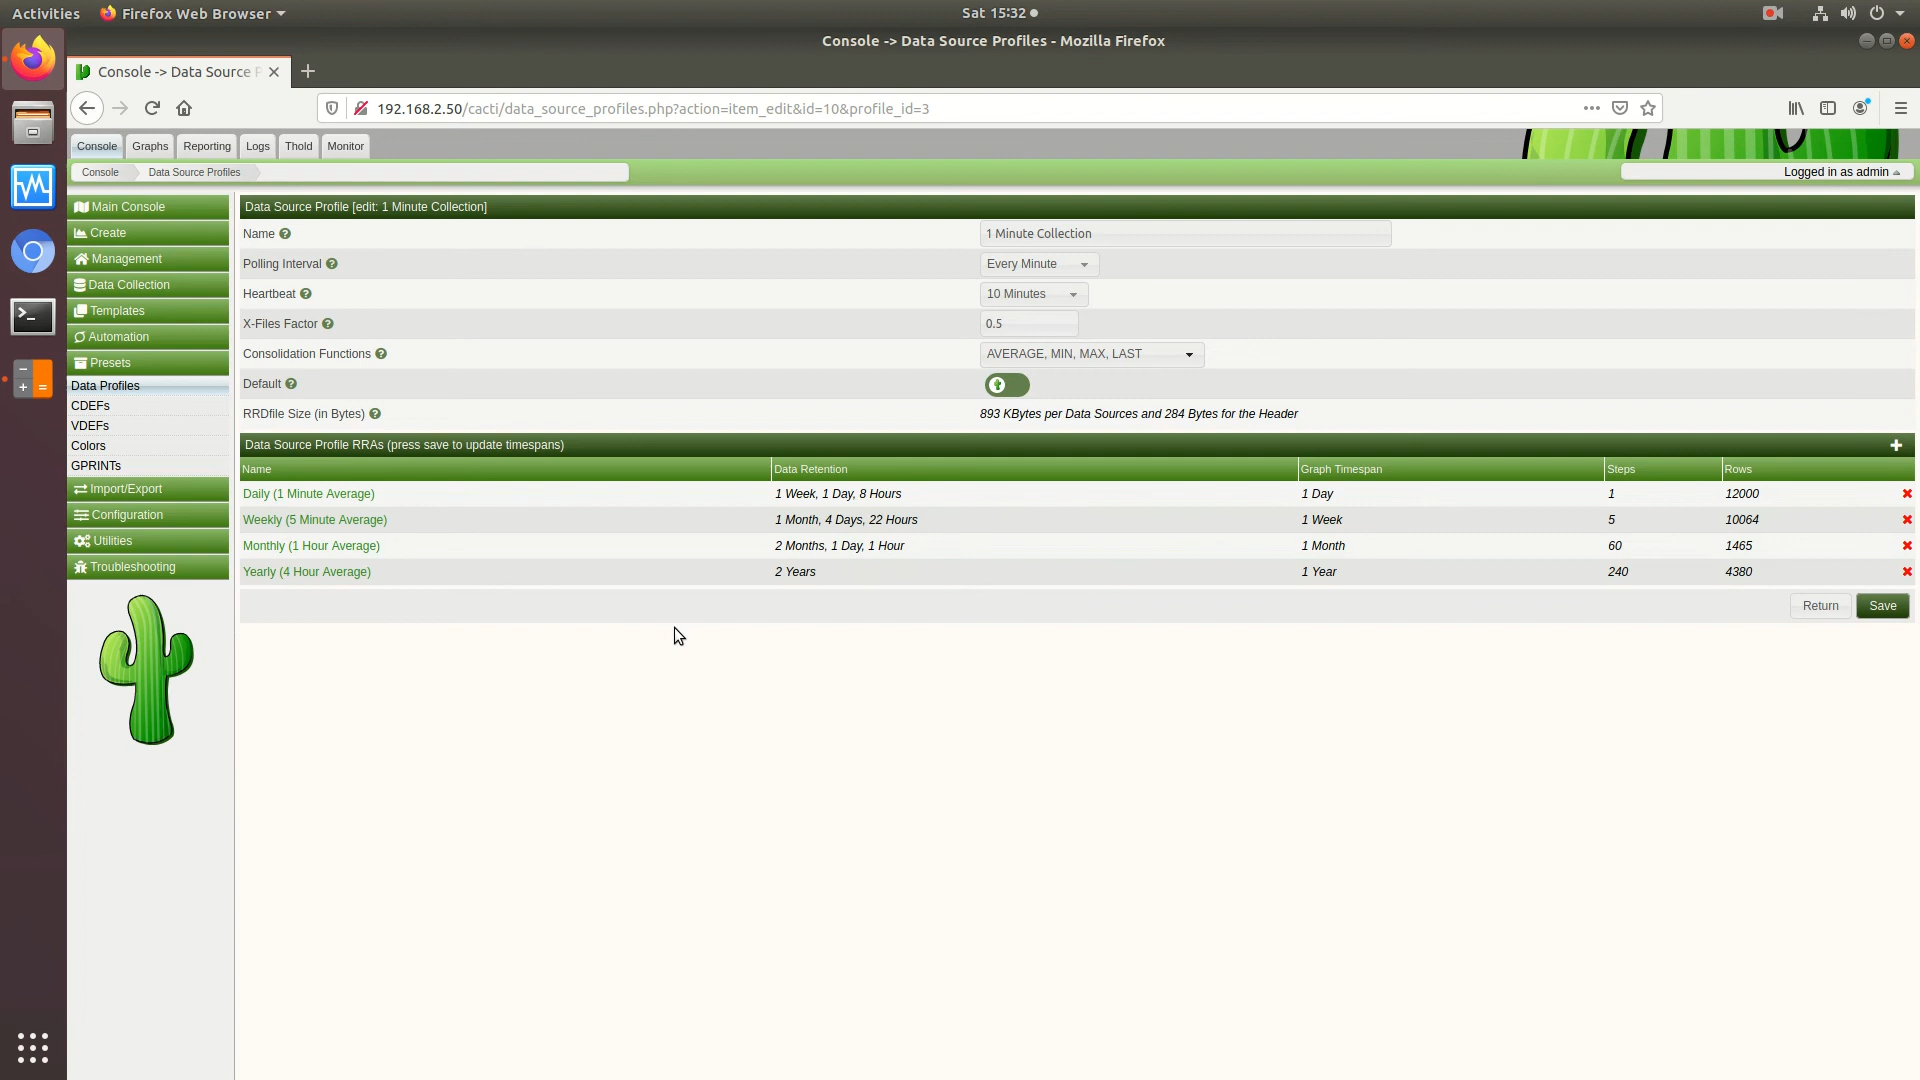 Activities Firefox Web Browser Sat 15:32
Console -> Data Source Profiles - Mozilla Firefox
Console -> Data Source P
192.168.2.50/cacti/data_source_profiles.php?action=item_edit&id=10&profile_id=3
Console Graphs Reporting Logs Thold Monitor
Console Data Source Profiles Logged in as admin
Main Console
Create
Management
Data Collection
Templates
Automation
Presets
Data Profiles
CDEFs
VDEFs
Colors
GPRINTs
Import/Export
Configuration
Utilities
Troubleshooting
Data Source Profile [edit: 1 Minute Collection]
Name 1 Minute Collection
Polling Interval Every Minute
Heartbeat 10 Minutes
X-Files Factor 0.5
Consolidation Functions AVERAGE, MIN, MAX, LAST
Default
RRDfile Size (in Bytes) 893 KBytes per Data Sources and 284 Bytes for the Header
Data Source Profile RRAs (press save to update timespans)
Name Data Retention Graph Timespan Steps Rows
Daily (1 Minute Average) 1 Week, 1 Day, 8 Hours 1 Day 1 12000
Weekly (5 Minute Average) 1 Month, 4 Days, 22 Hours 1 Week 5 10064
Monthly (1 Hour Average) 2 Months, 1 Day, 1 Hour 1 Month 60 1465
Yearly (4 Hour Average) 2 Years 1 Year 240 4380
Return Save